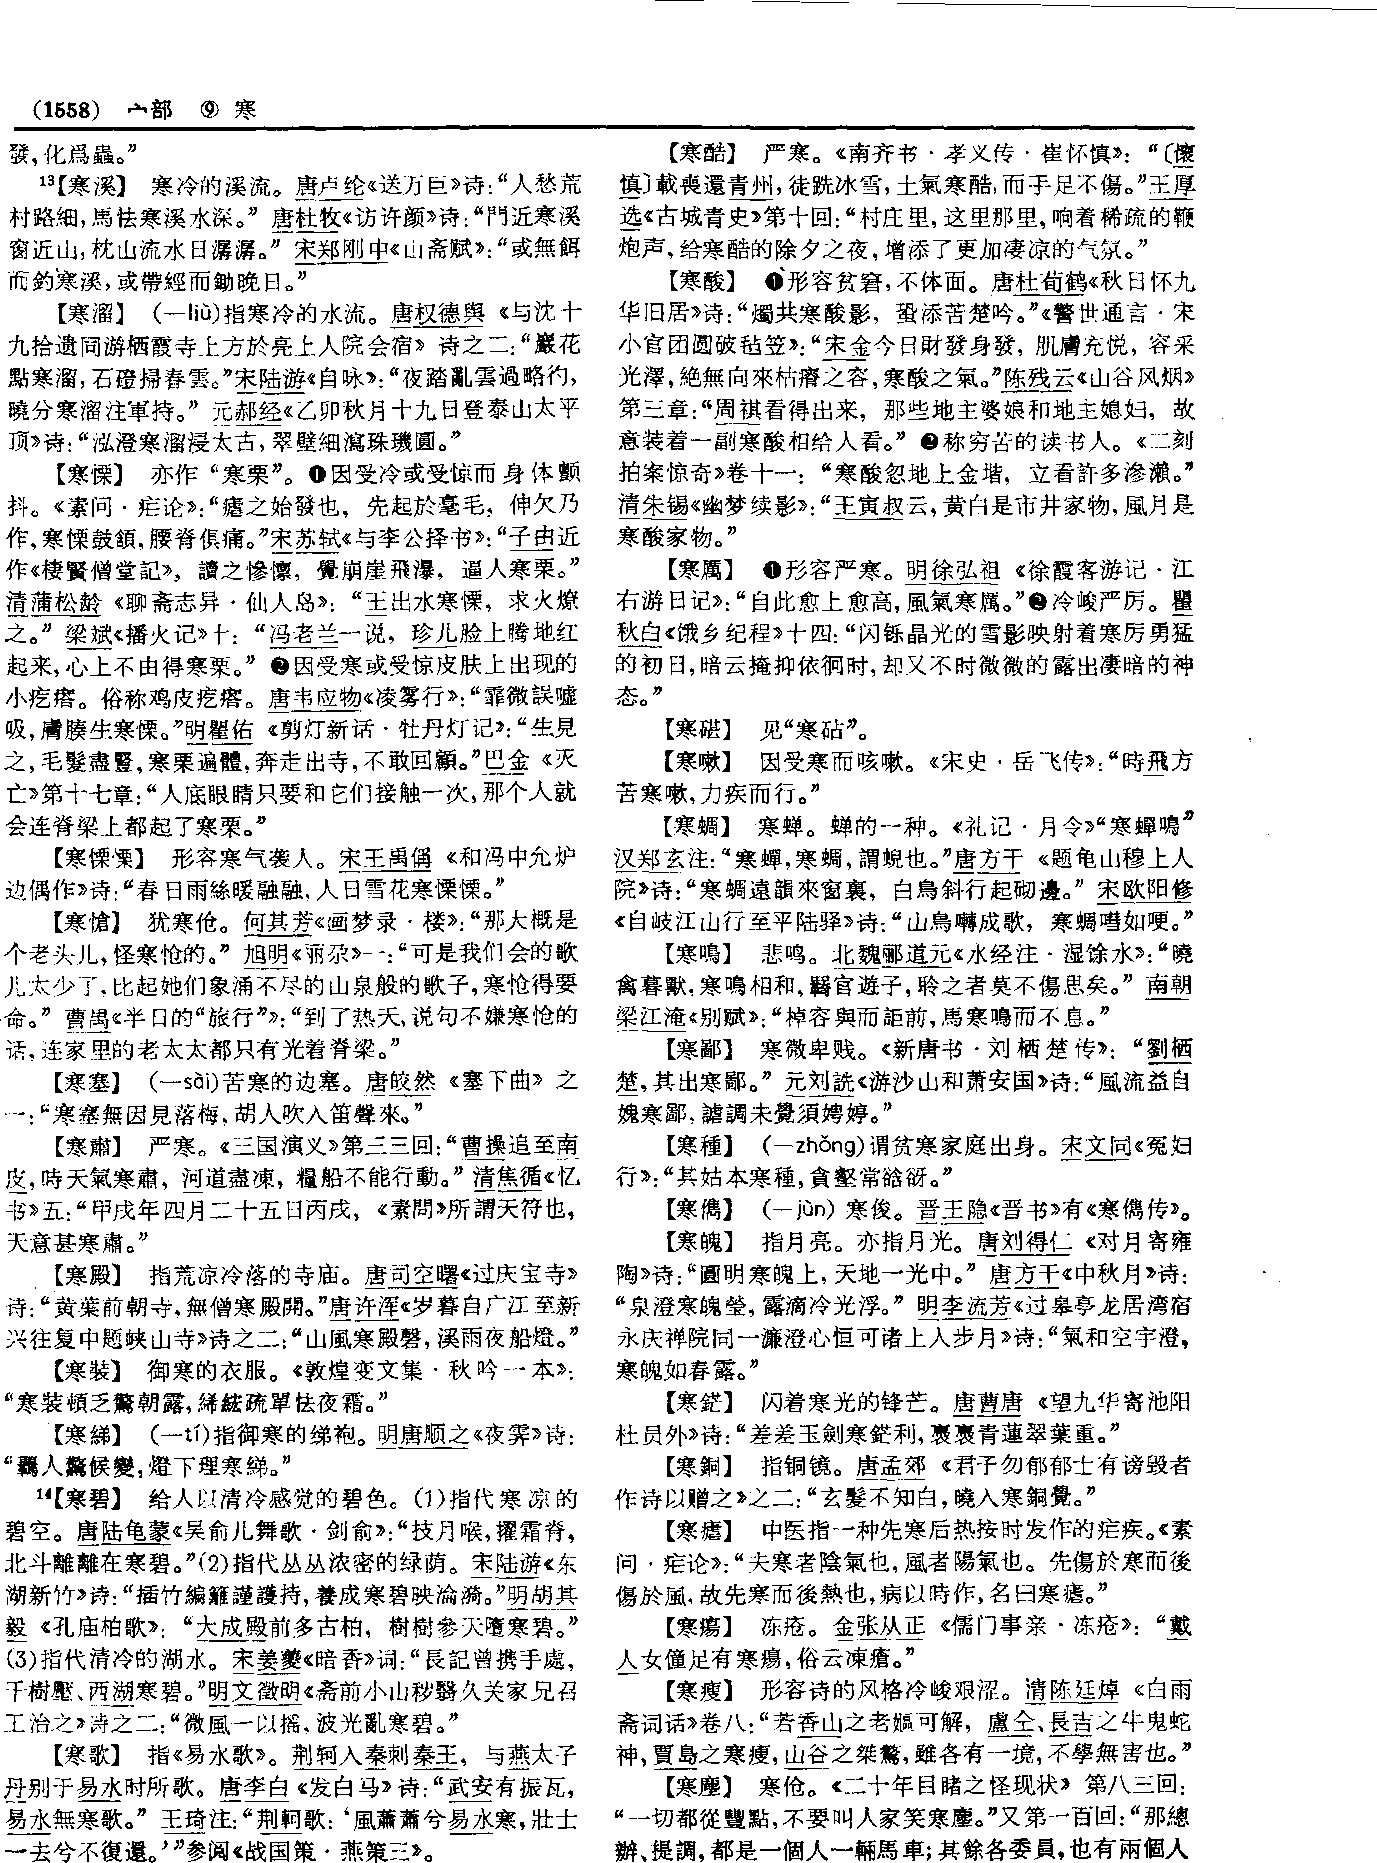 (1558) 宀部 ⑨ 寒
發，化爲蟲。”
13【寒溪】 寒冷的溪流。唐卢纶《送万巨》诗：“人愁荒
村路細，馬怯寒溪水深。” 唐杜牧《访许颜》诗：“門近寒溪
窗近山，枕山流水日潺潺。” 宋郑刚中《山斋赋》：“或無餌
而釣寒溪，或帶經而鋤晚日。”
【寒溜】 (—liù)指寒冷的水流。唐权德舆《与沈十
九拾遗同游栖霞寺上方於亮上人院会宿》诗之二：“巖花
點寒溜，石磴掃春雲。”宋陆游《自咏》：“夜踏亂雲過略彴，
曉分寒溜注軍持。” 元郝经《乙卯秋月十九日登泰山太平
顶》诗：“泓澄寒溜浸太古，翠壁細瀉珠璣圓。”
【寒慄】 亦作“寒栗”。❶因受冷或受惊而身体颤
抖。《素问·疟论》：“瘧之始發也，先起於毫毛，伸欠乃
作，寒慄鼓頷，腰脊俱痛。”宋苏轼《与李公择书》：“子由近
作《棲賢僧堂記》，讀之慘懍，覺崩崖飛瀑，逼人寒栗。”
清蒲松龄《聊斋志异·仙人岛》：“王出水寒慄，求火燎
之。” 梁斌《播火记》十：“冯老兰一说，珍儿脸上腾地红
起来，心上不由得寒栗。” ❷因受寒或受惊皮肤上出现的
小疙瘩。俗称鸡皮疙瘩。唐韦应物《凌雾行》：“霏微誤噓
吸，膚腠生寒慄。”明瞿佑《剪灯新话·牡丹灯记》：“生見
之，毛髮盡豎，寒栗遍體，奔走出寺，不敢回顧。”巴金《灭
亡》第十七章：“人底眼睛只要和它们接触一次，那个人就
会连脊梁上都起了寒栗。”
【寒慄慄】 形容寒气袭人。宋王禹偁《和冯中允炉
边偶作》诗：“春日雨絲暖融融，人日雪花寒慄慄。”
【寒愴】 犹寒伧。何其芳《画梦录·楼》：“那大概是
个老头儿，怪寒怆的。” 旭明《丽尕》一：“可是我们会的歌
儿太少了，比起她们象涌不尽的山泉般的歌子，寒怆得要
命。” 曹禺《半日的“旅行”》：“到了热天，说句不嫌寒怆的
话，连家里的老太太都只有光着脊梁。”
【寒塞】 (—sài)苦寒的边塞。唐皎然《塞下曲》之
一：“寒塞無因見落梅，胡人吹入笛聲來。”
【寒肅】 严寒。《三国演义》第三三回：“曹操追至南
皮，時天氣寒肅，河道盡凍，糧船不能行動。” 清焦循《忆
书》五：“甲戌年四月二十五日丙戌，《素問》所謂天符也，
天意甚寒肅。”
【寒殿】 指荒凉冷落的寺庙。唐司空曙《过庆宝寺》
诗：“黄葉前朝寺，無僧寒殿開。”唐许浑《岁暮自广江至新
兴往复中题峡山寺》诗之二：“山風寒殿磬，溪雨夜船燈。”
【寒裝】 御寒的衣服。《敦煌变文集·秋吟一本》：
“寒装頓乏驚朝露，絺綌疏單怯夜霜。”
【寒綈】 (—tí)指御寒的绨袍。明唐顺之《夜霁》诗：
“羈人驚候變，燈下理寒綈。”
14【寒碧】 给人以清冷感觉的碧色。(1)指代寒凉的
碧空。唐陆龟蒙《吴俞儿舞歌·剑俞》：“技月喉，擢霜脊，
北斗離離在寒碧。”(2)指代丛丛浓密的绿荫。宋陆游《东
湖新竹》诗：“插竹編籬謹護持，養成寒碧映淪漪。”明胡其
毅《孔庙柏歌》：“大成殿前多古柏，樹樹參天墮寒碧。”
(3)指代清冷的湖水。宋姜夔《暗香》词：“長記曾携手處，
千樹壓、西湖寒碧。”明文徵明《斋前小山秽翳久矣家兄召
工治之》诗之二：“微風一以摇，波光亂寒碧。”
【寒歌】 指《易水歌》。荆轲入秦刺秦王，与燕太子
丹别于易水时所歌。唐李白《发白马》诗：“武安有振瓦，
易水無寒歌。” 王琦注：“荆軻歌：‘風蕭蕭兮易水寒，壯士
一去兮不復還。’”参阅《战国策·燕策三》。
【寒酷】 严寒。《南齐书·孝义传·崔怀慎》：“〔懷
慎〕載喪還青州，徒跣冰雪，土氣寒酷，而手足不傷。”王厚
选《古城青史》第十回：“村庄里，这里那里，响着稀疏的鞭
炮声，给寒酷的除夕之夜，增添了更加凄凉的气氛。”
【寒酸】 ❶形容贫窘，不体面。唐杜荀鹤《秋日怀九
华旧居》诗：“燭共寒酸影，蛩添苦楚吟。”《警世通言·宋
小官团圆破毡笠》：“宋金今日財發身發，肌膚充悦，容采
光澤，絶無向來枯瘠之容，寒酸之氣。”陈残云《山谷风烟》
第三章：“周祺看得出来，那些地主婆娘和地主媳妇，故
意装着一副寒酸相给人看。” ❷称穷苦的读书人。《二刻
拍案惊奇》卷十一：“寒酸忽地上金堦，立看許多渗瀨。”
清朱锡《幽梦续影》：“王寅叔云，黄白是市井家物，風月是
寒酸家物。”
【寒厲】 ❶形容严寒。明徐弘祖《徐霞客游记·江
右游日记》：“自此愈上愈高，風氣寒厲。”❷冷峻严厉。瞿
秋白《饿乡纪程》十四：“闪铄晶光的雪影映射着寒厉勇猛
的初日，暗云掩抑依徊时，却又不时微微的露出凄暗的神
态。”
【寒碪】 见“寒砧”。
【寒嗽】 因受寒而咳嗽。《宋史·岳飞传》：“時飛方
苦寒嗽，力疾而行。”
【寒蜩】 寒蝉。蝉的一种。《礼记·月令》“寒蟬鳴”
汉郑玄注：“寒蟬，寒蜩，謂蜺也。”唐方干《题龟山穆上人
院》诗：“寒蜩遠韻來窗裏，白鳥斜行起砌邊。” 宋欧阳修
《自岐江山行至平陆驿》诗：“山鳥囀成歌，寒蜩嘒如哽。”
【寒鳴】 悲鸣。北魏郦道元《水经注·湿馀水》：“曉
禽暮獸，寒鳴相和，羈官遊子，聆之者莫不傷思矣。” 南朝
梁江淹《别赋》：“棹容與而詎前，馬寒鳴而不息。”
【寒鄙】 寒微卑贱。《新唐书·刘栖楚传》：“劉栖
楚，其出寒鄙。” 元刘詵《游沙山和萧安国》诗：“風流益自
媿寒鄙，謔調未覺須娉婷。”
【寒種】 (—zhǒng)谓贫寒家庭出身。宋文同《冤妇
行》：“其姑本寒種，貪壑常谽谺。”
【寒儁】 (—jùn) 寒俊。晋王隐《晋书》有《寒儁传》。
【寒魄】 指月亮。亦指月光。唐刘得仁《对月寄雍
陶》诗：“圓明寒魄上，天地一光中。” 唐方干《中秋月》诗：
“泉澄寒魄瑩，露滴冷光浮。” 明李流芳《过皋亭龙居湾宿
永庆禅院同一濂澄心恒可诸上人步月》诗：“氣和空宇澄，
寒魄如春露。”
【寒鋩】 闪着寒光的锋芒。唐曹唐《望九华寄池阳
杜员外》诗：“差差玉劍寒鋩利，裛裛青蓮翠葉重。”
【寒銅】 指铜镜。唐孟郊《君子勿郁郁士有谤毁者
作诗以赠之》之二：“玄髮不知白，曉入寒銅覺。”
【寒瘧】 中医指一种先寒后热按时发作的疟疾。《素
问·疟论》：“夫寒者陰氣也，風者陽氣也。先傷於寒而後
傷於風，故先寒而後熱也，病以時作，名曰寒瘧。”
【寒瘍】 冻疮。金张从正《儒门事亲·冻疮》：“戴
人女僮足有寒瘍，俗云凍瘡。”
【寒瘦】 形容诗的风格冷峻艰涩。清陈廷焯《白雨
斋词话》卷八：“若香山之老嫗可解，盧仝、長吉之牛鬼蛇
神，賈島之寒瘦，山谷之桀驁，雖各有一境，不學無害也。”
【寒塵】 寒伧。《二十年目睹之怪现状》第八三回：
“一切都從豐點，不要叫人家笑寒塵。”又第一百回：“那總
辦、提調，都是一個人一輛馬車；其餘各委員，也有兩個人